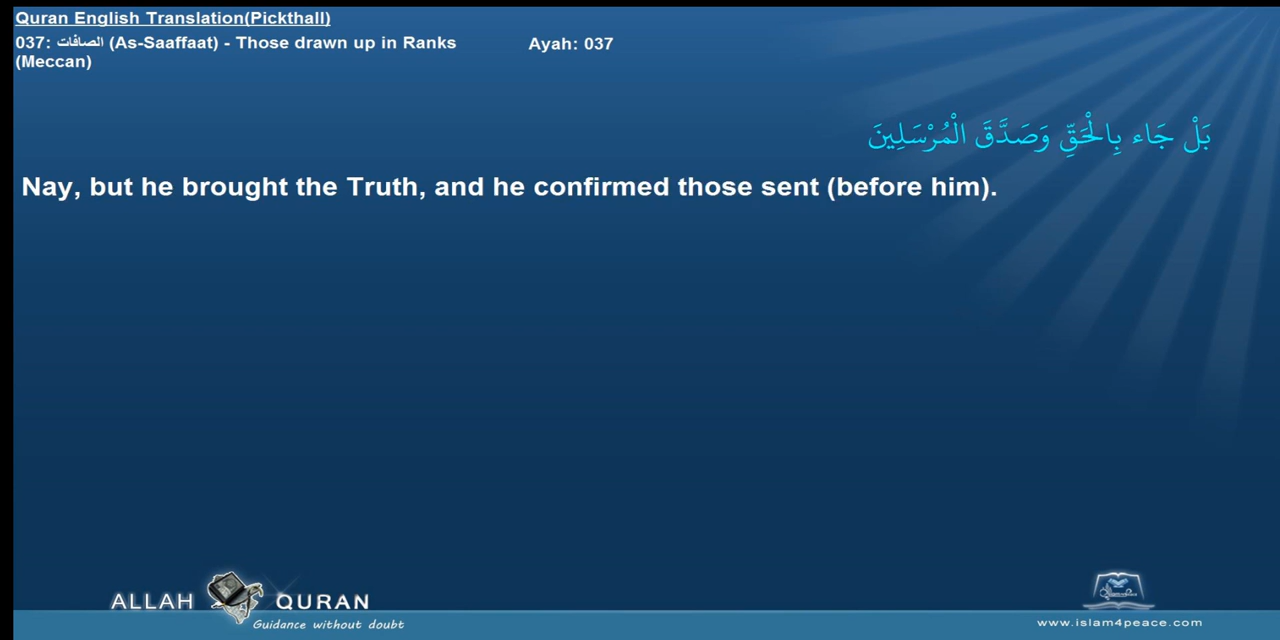 Quran English Translation(Pickthall)
037: الصافات (As-Saaffaat) - Those drawn up in Ranks
(Meccan)
Ayah: 037
بَلْ جَاء بِالْحَقِّ وَصَدَّقَ الْمُرْسَلِينَ
Nay, but he brought the Truth, and he confirmed those sent (before him).
ALLAH QURAN
Guidance without doubt
www.islam4peace.com